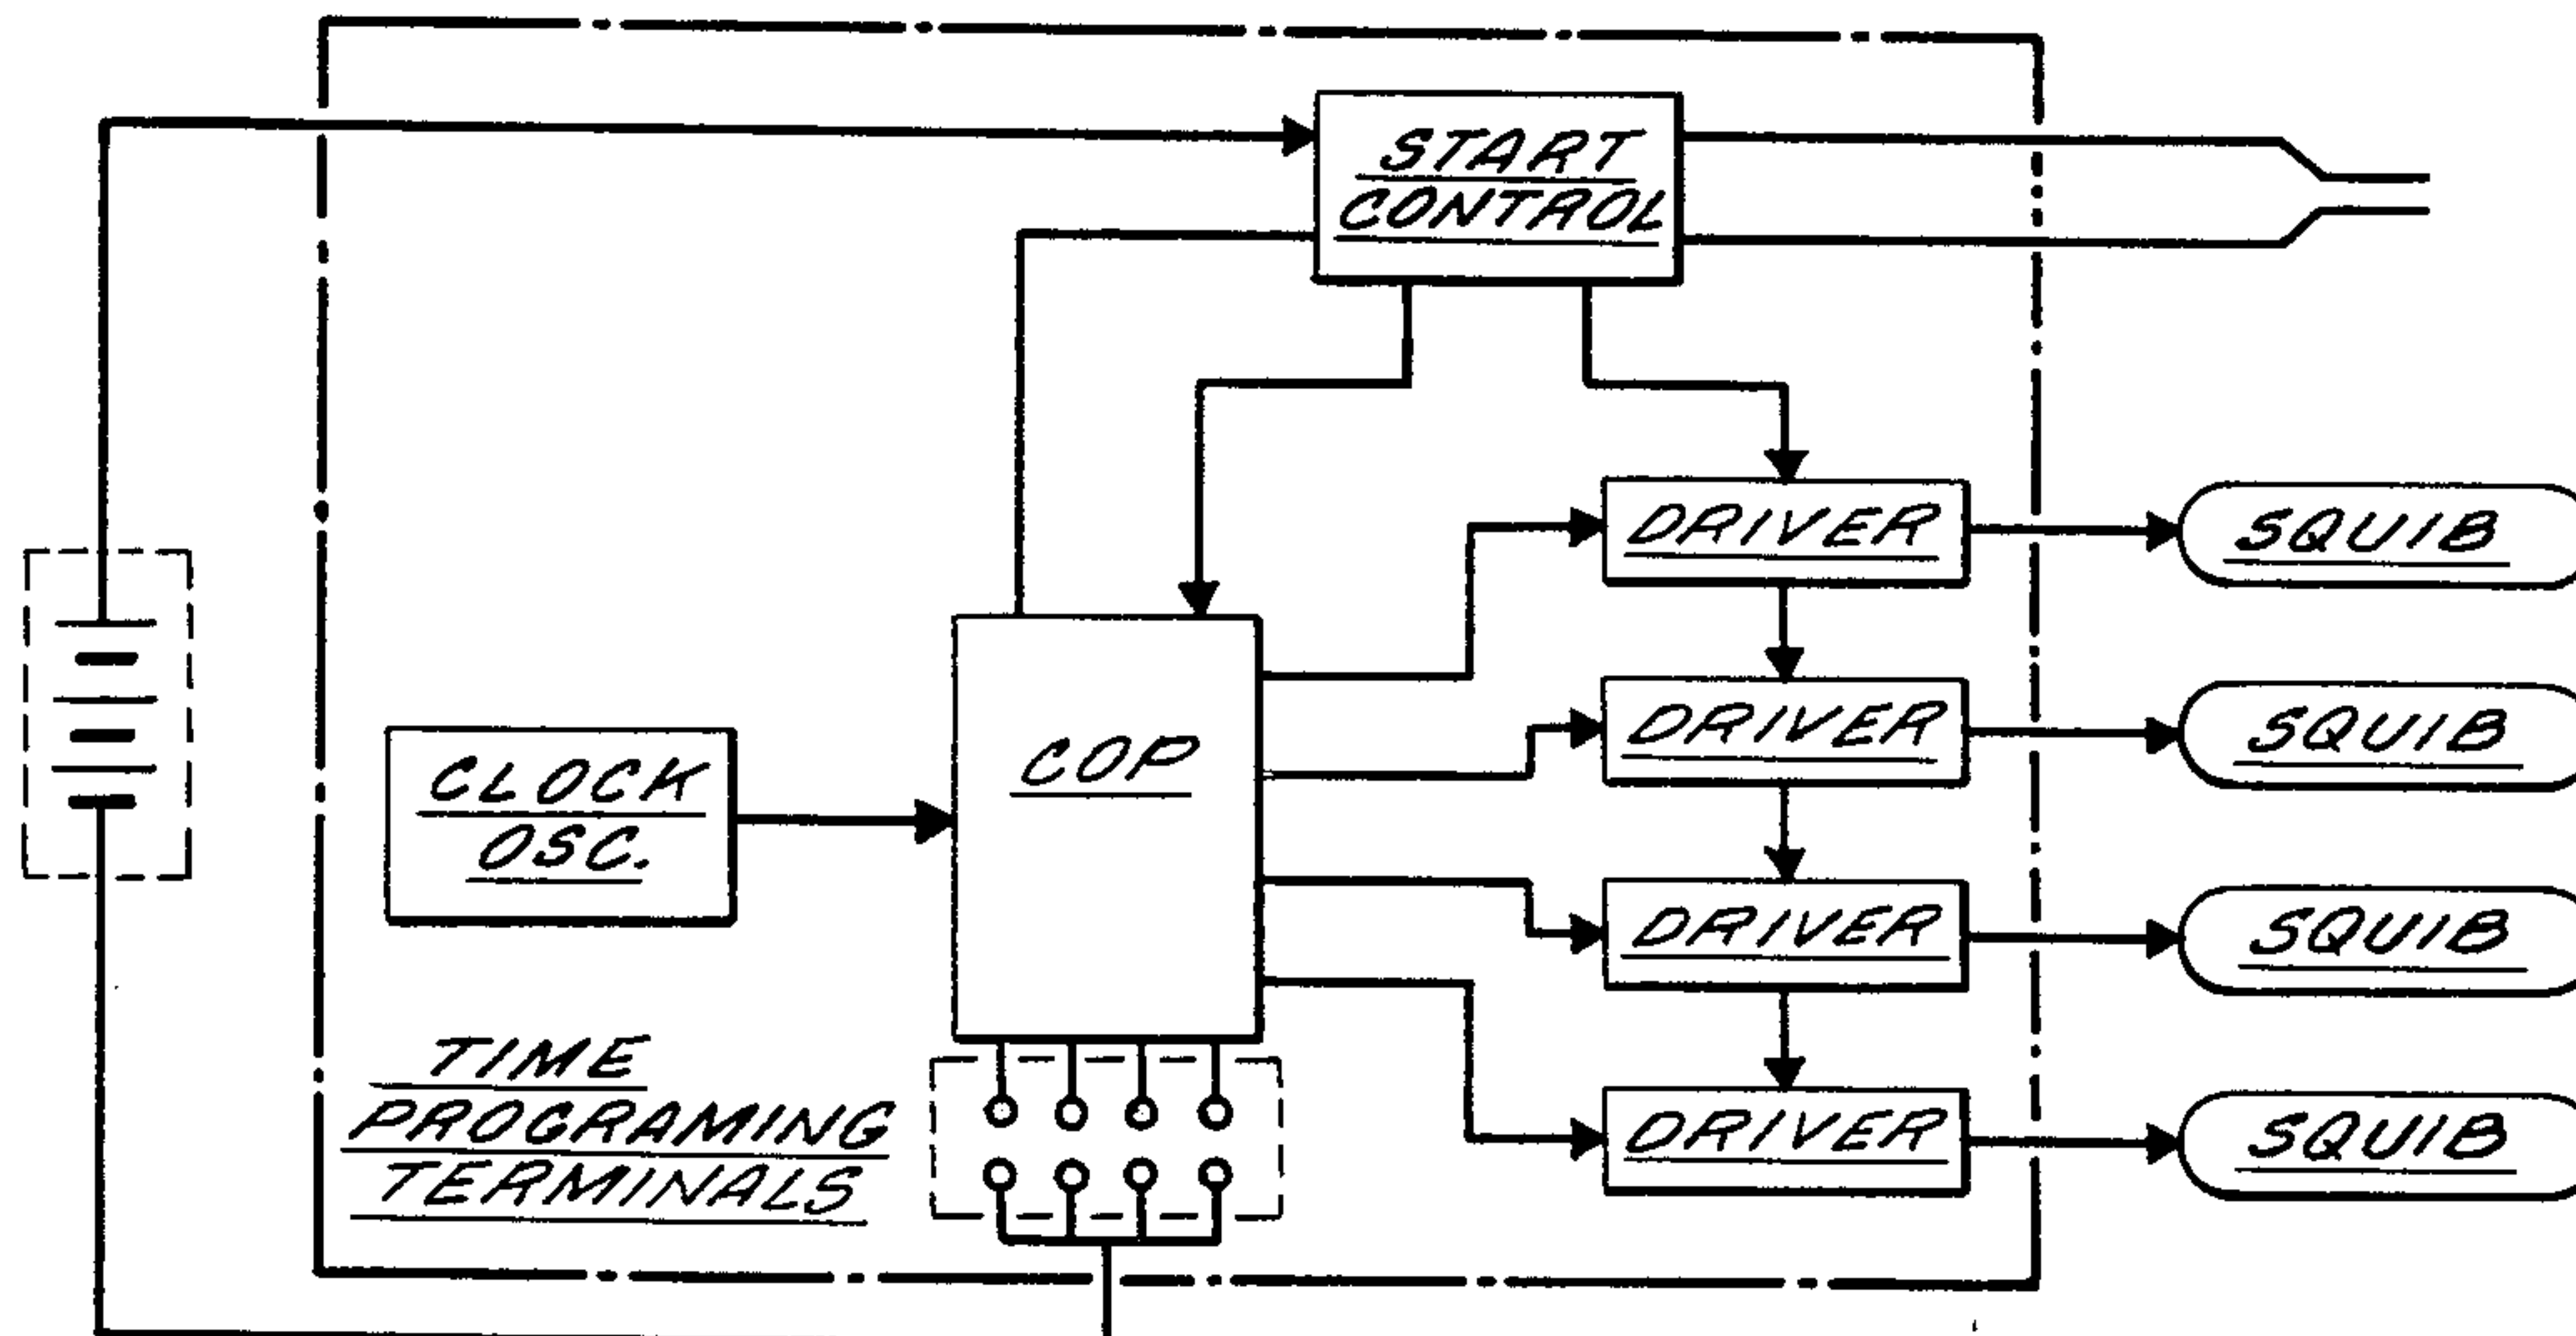 START
CONTROL
DRIVER
SQUIB
DRIVER
SQUIB
COP
CLOCK
OSC.
DRIVER
SQUIB
TIME
PROGRAMING
TERMINALS
DRIVER
SQUIB